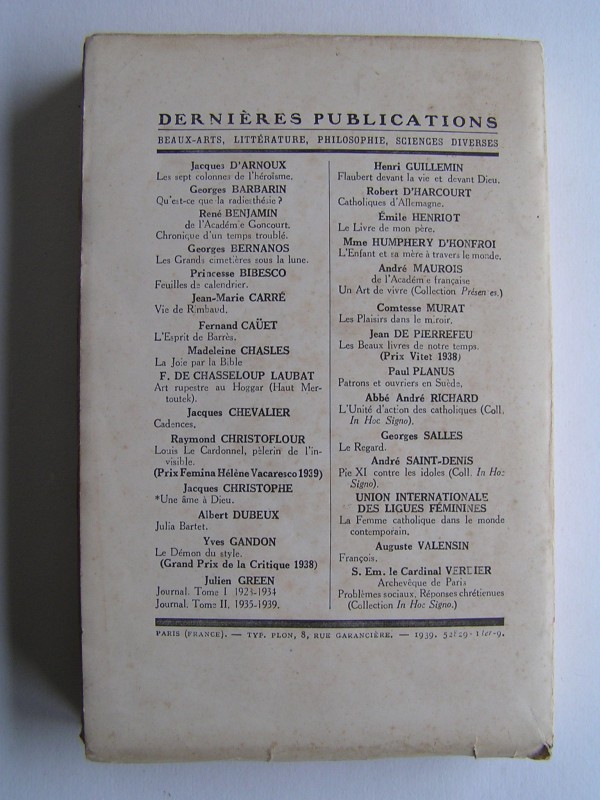 DERNIÈRES PUBLICATIONS
BEAUX-ARTS, LITTÉRATURE, PHILOSOPHIE, SCIENCES DIVERSES
Jacques D'ARNOUX
Les sept colonnes de l'héroïsme.
Georges BARBARIN
Qu'est-ce que la radiesthésie ?
René BENJAMIN
de l'Académie Goncourt.
Chronique d'un temps troublé.
Georges BERNANOS
Les Grands cimetières sous la lune.
Princesse BIBESCO
Feuilles de calendrier.
Jean-Marie CARRÉ
Vie de Rimbaud.
Fernand CAÜET
L'Esprit de Barrès.
Madeleine CHASLES
La Joie par la Bible
F. DE CHASSELOUP LAUBAT
Art rupestre au Hoggar (Haut Mer-
toutek).
Jacques CHEVALIER
Cadences.
Raymond CHRISTOFLOUR
Louis Le Cardonnel, pèlerin de l'in-
visible.
(Prix Femina Hélène Vacaresco 1939)
Jacques CHRISTOPHE
*Une âme à Dieu.
Albert DUBEUX
Julia Bartet.
Yves GANDON
Le Démon du style.
(Grand Prix de la Critique 1938)
Julien GREEN
Journal. Tome I 1928-1934
Journal. Tome II, 1935-1939.
Henri GUILLEMIN
Flaubert devant la vie et devant Dieu.
Robert D'HARCOURT
Catholiques d'Allemagne.
Émile HENRIOT
Le Livre de mon père.
Mme HUMPHERY D'HONFROI
L'Enfant et sa mère à travers le monde.
André MAUROIS
de l'Académie française
Un Art de vivre (Collection Présences.)
Comtesse MURAT
Les Plaisirs dans le miroir.
Jean DE PIERREFEU
Les Beaux livres de notre temps.
(Prix Vitet 1938)
Paul PLANUS
Patrons et ouvriers en Suède.
Abbé André RICHARD
L'Unité d'action des catholiques (Coll.
In Hoc Signo).
Georges SALLES
Le Regard.
André SAINT-DENIS
Pie XI contre les idoles (Coll. In Hoc
Signo).
UNION INTERNATIONALE
DES LIGUES FÉMININES
La Femme catholique dans le monde
contemporain.
Auguste VALENSIN
François.
S. Em. le Cardinal VERDIER
Archevêque de Paris
Problèmes sociaux, Réponses chrétiennes
(Collection In Hoc Signo.)
PARIS (FRANCE). — TYP. PLON, 8, RUE GARANCIÈRE. — 1939.